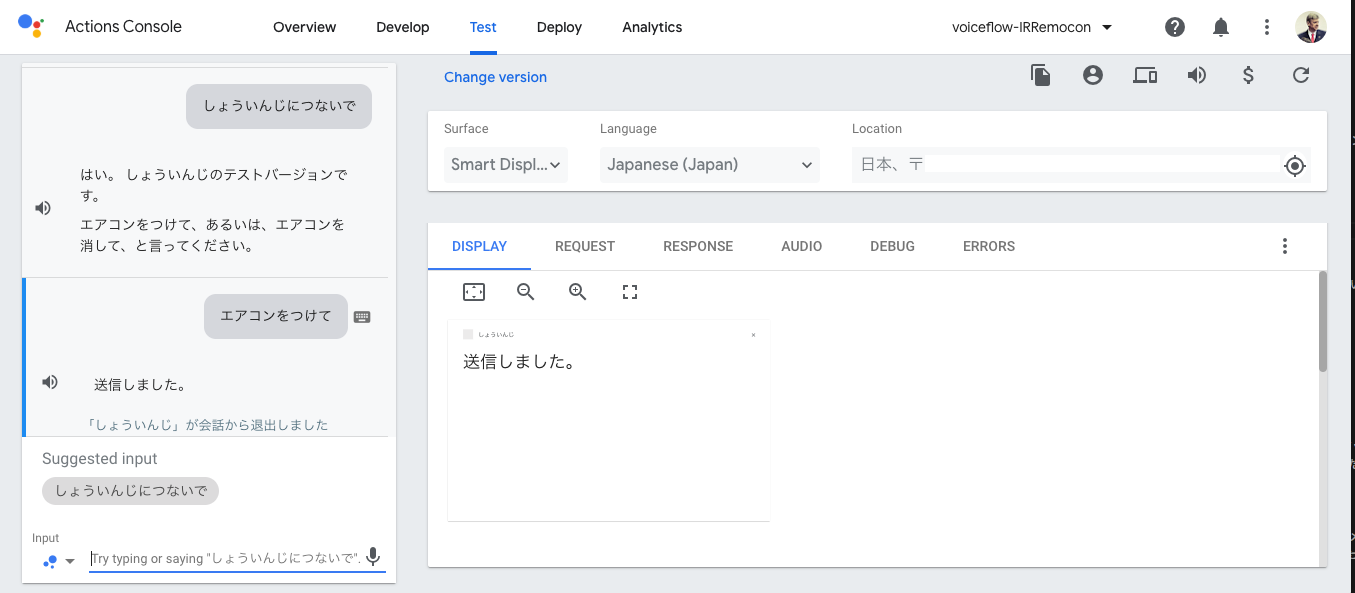 Actions Console
Overview
Develop
Test
Deploy
Analytics
voiceflow-IRRemocon
しょういんじにつないで
はい。 しょういんじのテストバージョンで
す。
エアコンをつけて、あるいは、エアコンを
消して、と言ってください。
エアコンをつけて
送信しました。
「しょういんじ」が会話から退出しました
Suggested input
しょういんじにつないで
Input
Try typing or saying "しょういんじにつないで".
Change version
Surface
Language
Location
Smart Displ...
Japanese (Japan)
日本、〒
DISPLAY
REQUEST
RESPONSE
AUDIO
DEBUG
ERRORS
しょういんじ
送信しました。